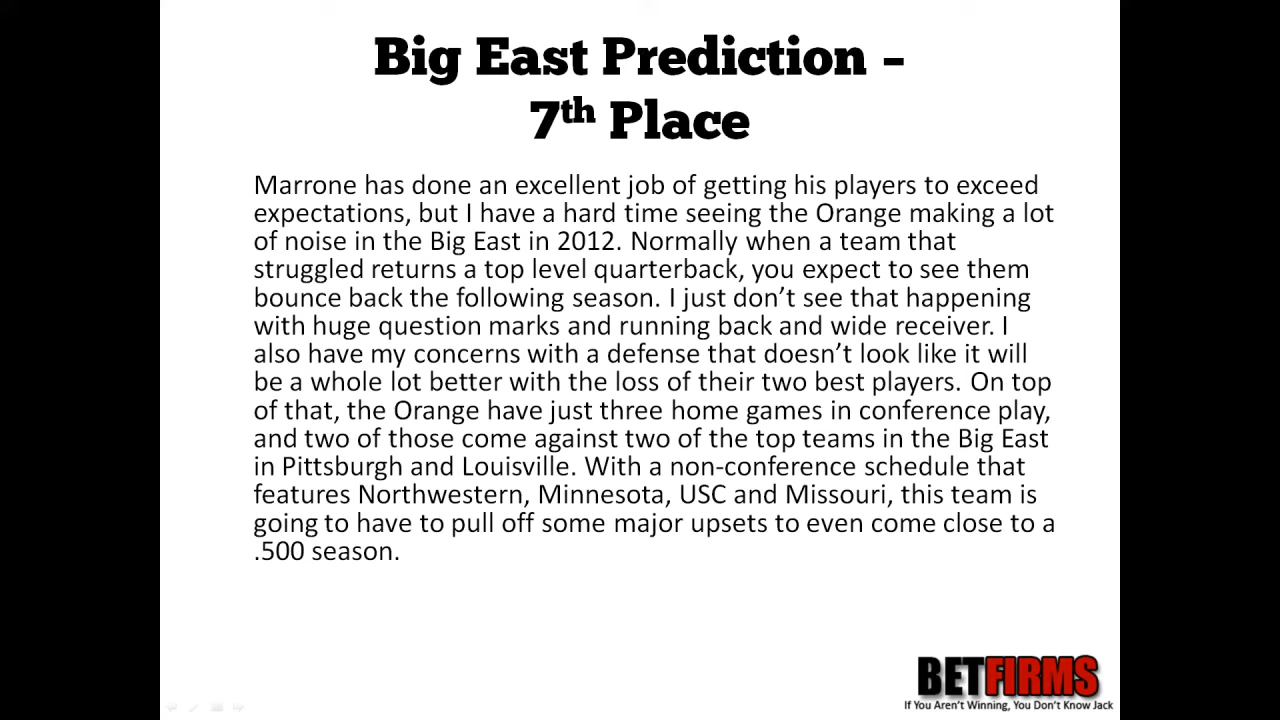 Big East Prediction –
7th Place
Marrone has done an excellent job of getting his players to exceed
expectations, but I have a hard time seeing the Orange making a lot
of noise in the Big East in 2012. Normally when a team that
struggled returns a top level quarterback, you expect to see them
bounce back the following season. I just don’t see that happening
with huge question marks and running back and wide receiver. I
also have my concerns with a defense that doesn’t look like it will
be a whole lot better with the loss of their two best players. On top
of that, the Orange have just three home games in conference play,
and two of those come against two of the top teams in the Big East
in Pittsburgh and Louisville. With a non-conference schedule that
features Northwestern, Minnesota, USC and Missouri, this team is
going to have to pull off some major upsets to even come close to a
.500 season.
BETFIRMS
If You Aren't Winning, You Don't Know Jack